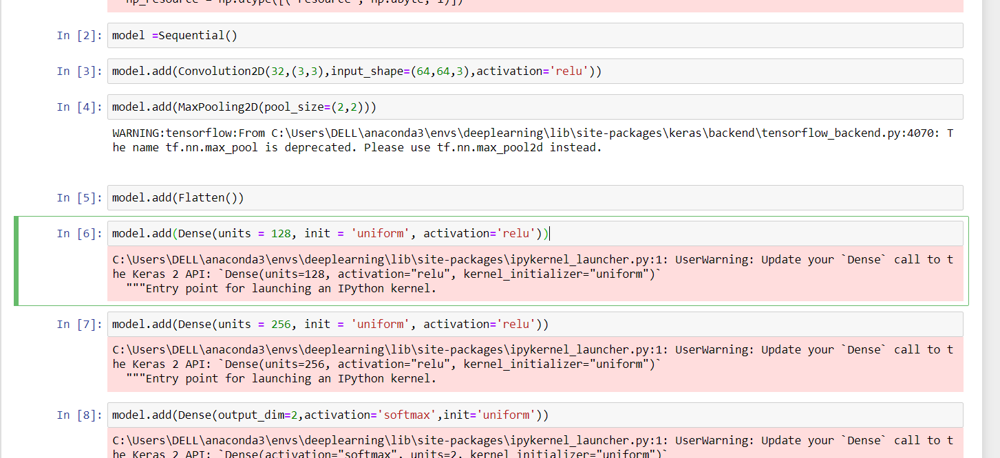 np_resource = np.dtype([("resource", np.ubyte, 1)])
In [2]: model =Sequential()
In [3]: model.add(Convolution2D(32,(3,3),input_shape=(64,64,3),activation='relu'))
In [4]: model.add(MaxPooling2D(pool_size=(2,2)))
WARNING:tensorflow:From C:\Users\DELL\anaconda3\envs\deeplearning\lib\site-packages\keras\backend\tensorflow_backend.py:4070: T
he name tf.nn.max_pool is deprecated. Please use tf.nn.max_pool2d instead.
In [5]: model.add(Flatten())
In [6]: model.add(Dense(units = 128, init = 'uniform', activation='relu'))
C:\Users\DELL\anaconda3\envs\deeplearning\lib\site-packages\ipykernel_launcher.py:1: UserWarning: Update your `Dense` call to t
he Keras 2 API: `Dense(units=128, activation="relu", kernel_initializer="uniform")`
"""Entry point for launching an IPython kernel.
In [7]: model.add(Dense(units = 256, init = 'uniform', activation='relu'))
C:\Users\DELL\anaconda3\envs\deeplearning\lib\site-packages\ipykernel_launcher.py:1: UserWarning: Update your `Dense` call to t
he Keras 2 API: `Dense(units=256, activation="relu", kernel_initializer="uniform")`
"""Entry point for launching an IPython kernel.
In [8]: model.add(Dense(output_dim=2,activation='softmax',init='uniform'))
C:\Users\DELL\anaconda3\envs\deeplearning\lib\site-packages\ipykernel_launcher.py:1: UserWarning: Update your `Dense` call to t
he Keras 2 API: `Dense(activation="softmax", units=2, kernel_initializer="uniform")`